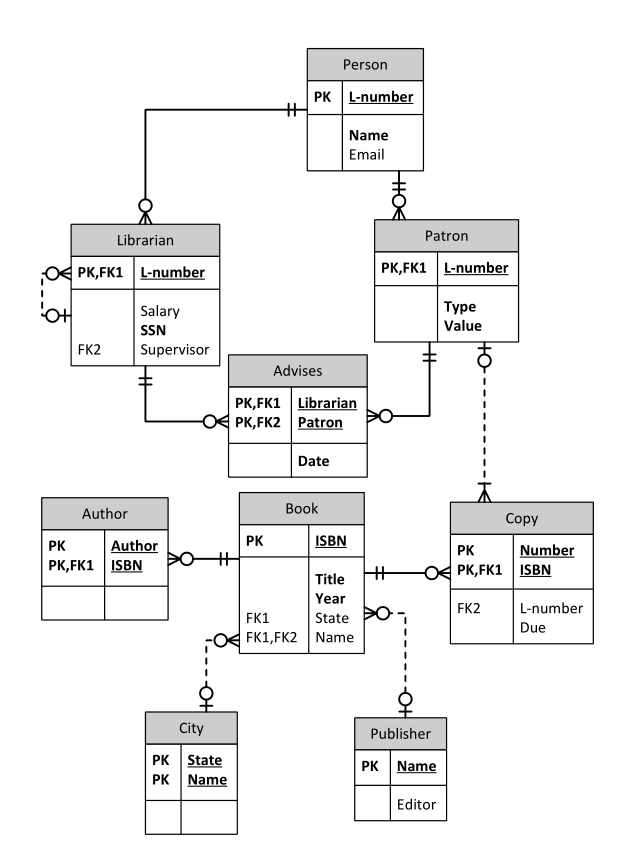 Person
PK L-number
Name
Email
Librarian
PK,FK1 L-number
Salary
SSN
FK2 Supervisor
Patron
PK,FK1 L-number
Type
Value
Advises
PK,FK1 Librarian
PK,FK2 Patron
Date
Author
PK Author
PK,FK1 ISBN
Book
PK ISBN
Title
Year
FK1 State
FK1,FK2 Name
Copy
PK Number
PK,FK1 ISBN
FK2 L-number
Due
City
PK State
PK Name
Publisher
PK Name
Editor